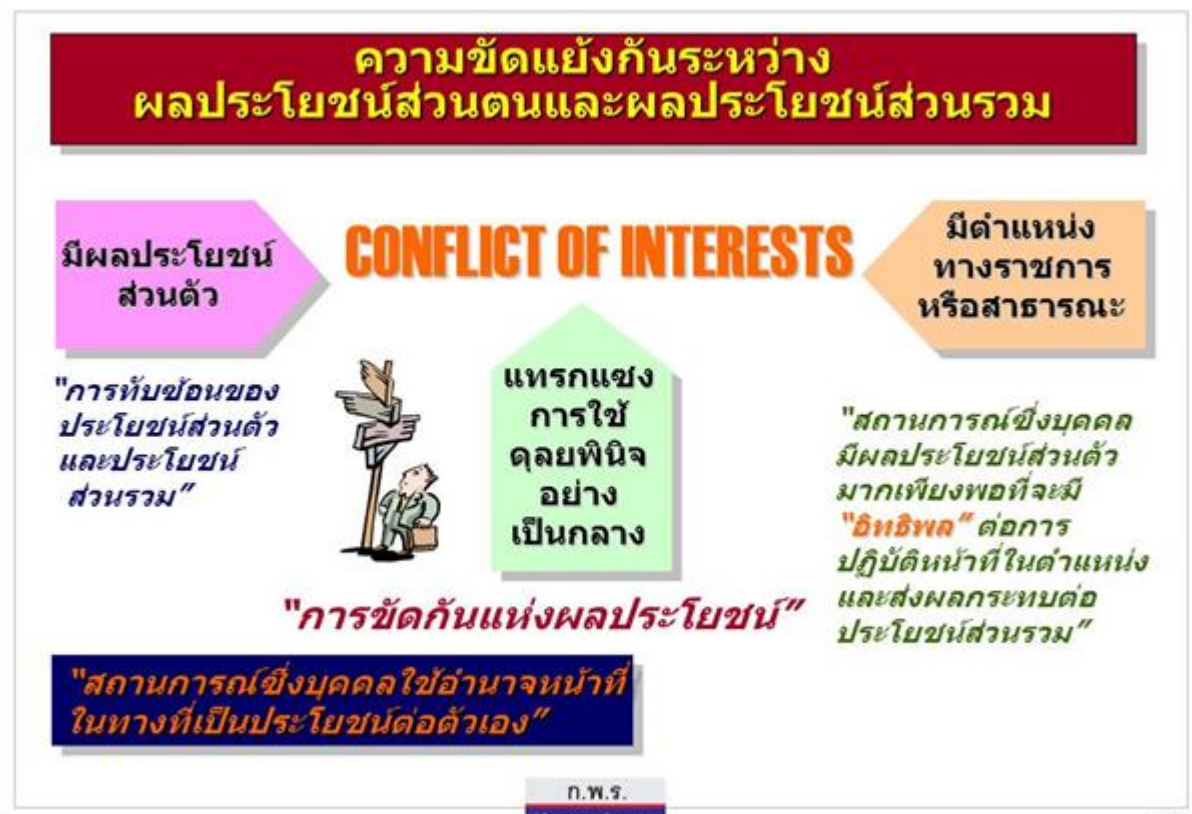 ความขัดแย้งกันระหว่าง
ผลประโยชน์ส่วนตนและผลประโยชน์ส่วนรวม
มีผลประโยชน์
ส่วนตัว
CONFLICT OF INTERESTS
มีตำแหน่ง
ทางราชการ
หรือสาธารณะ
"การทับซ้อนของ
ประโยชน์ส่วนตัว
และประโยชน์
ส่วนรวม"
แทรกแซง
การใช้
ดุลยพินิจ
อย่าง
เป็นกลาง
"สถานการณ์ซึ่งบุคคล
มีผลประโยชน์ส่วนตัว
มากเพียงพอที่จะมี
"อิทธิพล" ต่อการ
ปฏิบัติหน้าที่ในตำแหน่ง
และส่งผลกระทบต่อ
ประโยชน์ส่วนรวม"
"การขัดกันแห่งผลประโยชน์"
"สถานการณ์ซึ่งบุคคลใช้อำนาจหน้าที่
ในทางที่เป็นประโยชน์ต่อตัวเอง"
ก.พ.ร.